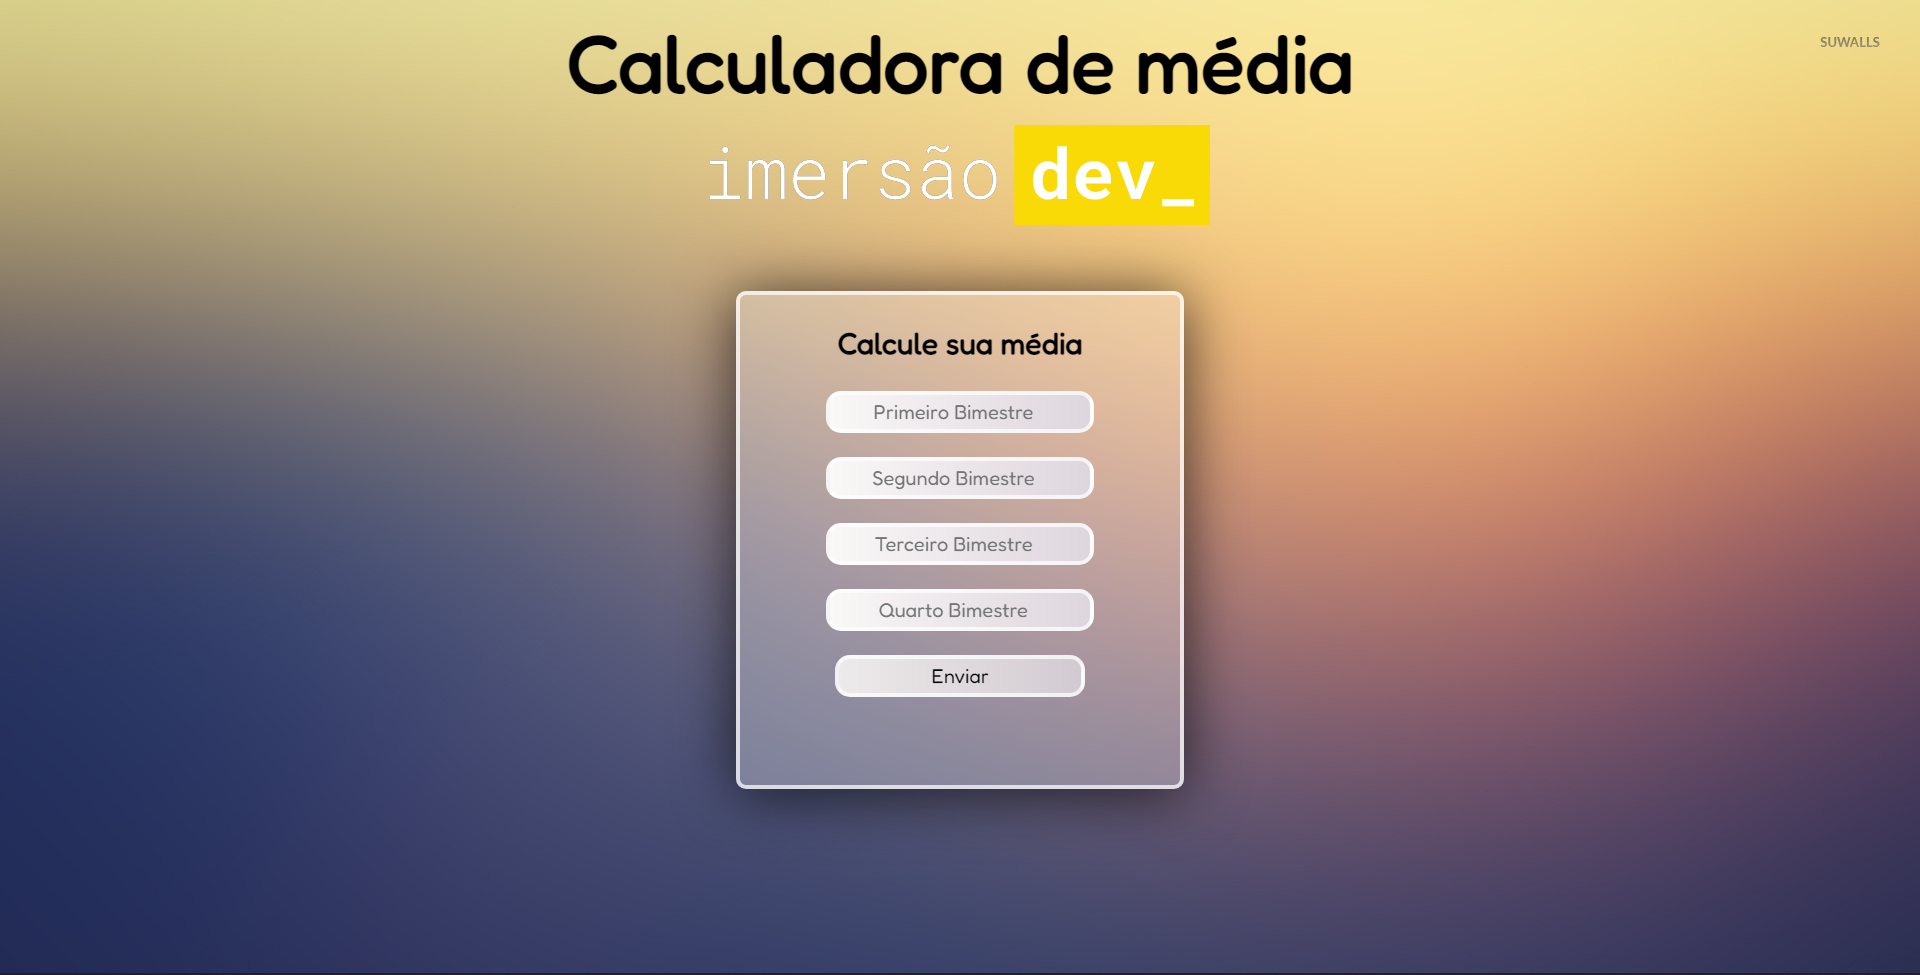 Calculadora de média
SUWALLS
imersão dev_
Calcule sua média
Primeiro Bimestre
Segundo Bimestre
Terceiro Bimestre
Quarto Bimestre
Enviar